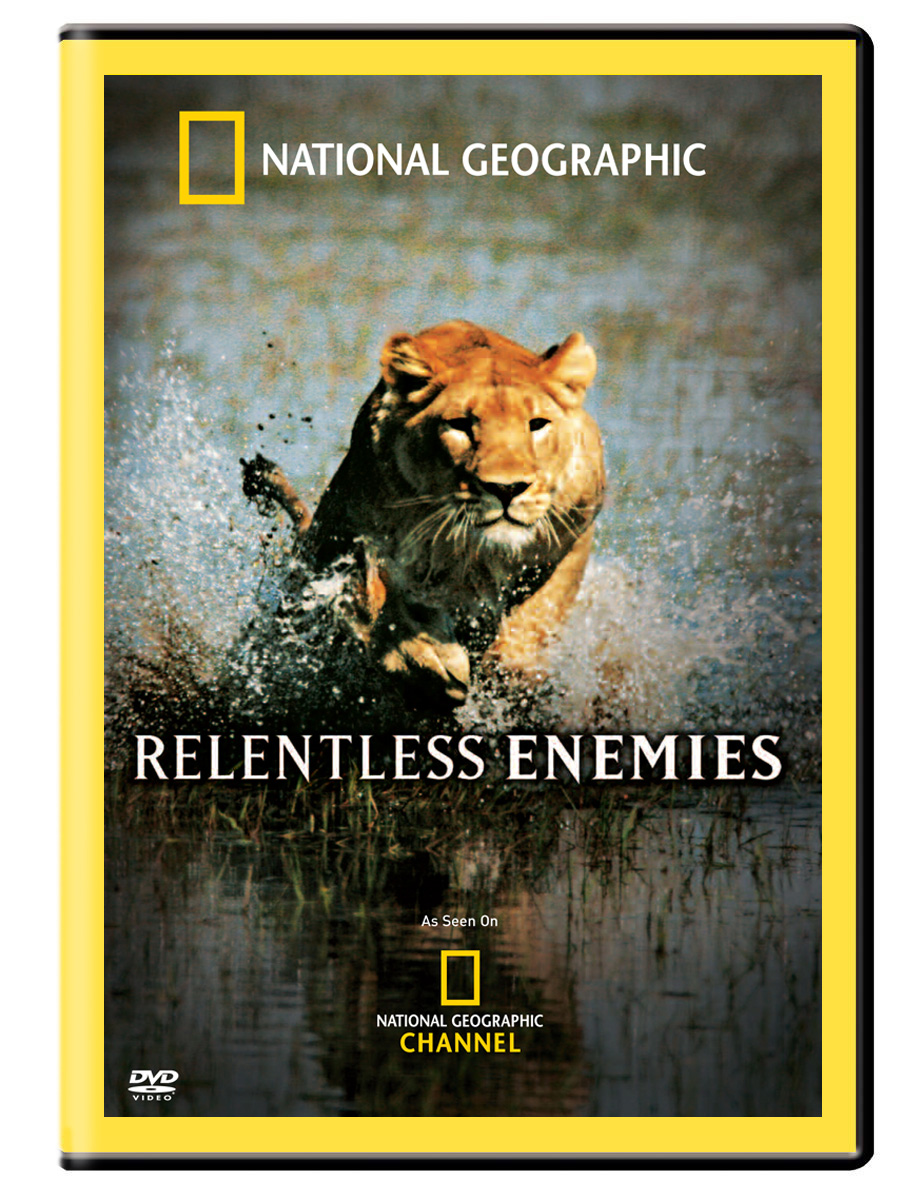 NATIONAL GEOGRAPHIC
RELENTLESS ENEMIES
As Seen On
NATIONAL GEOGRAPHIC
CHANNEL
DVD
VIDEO